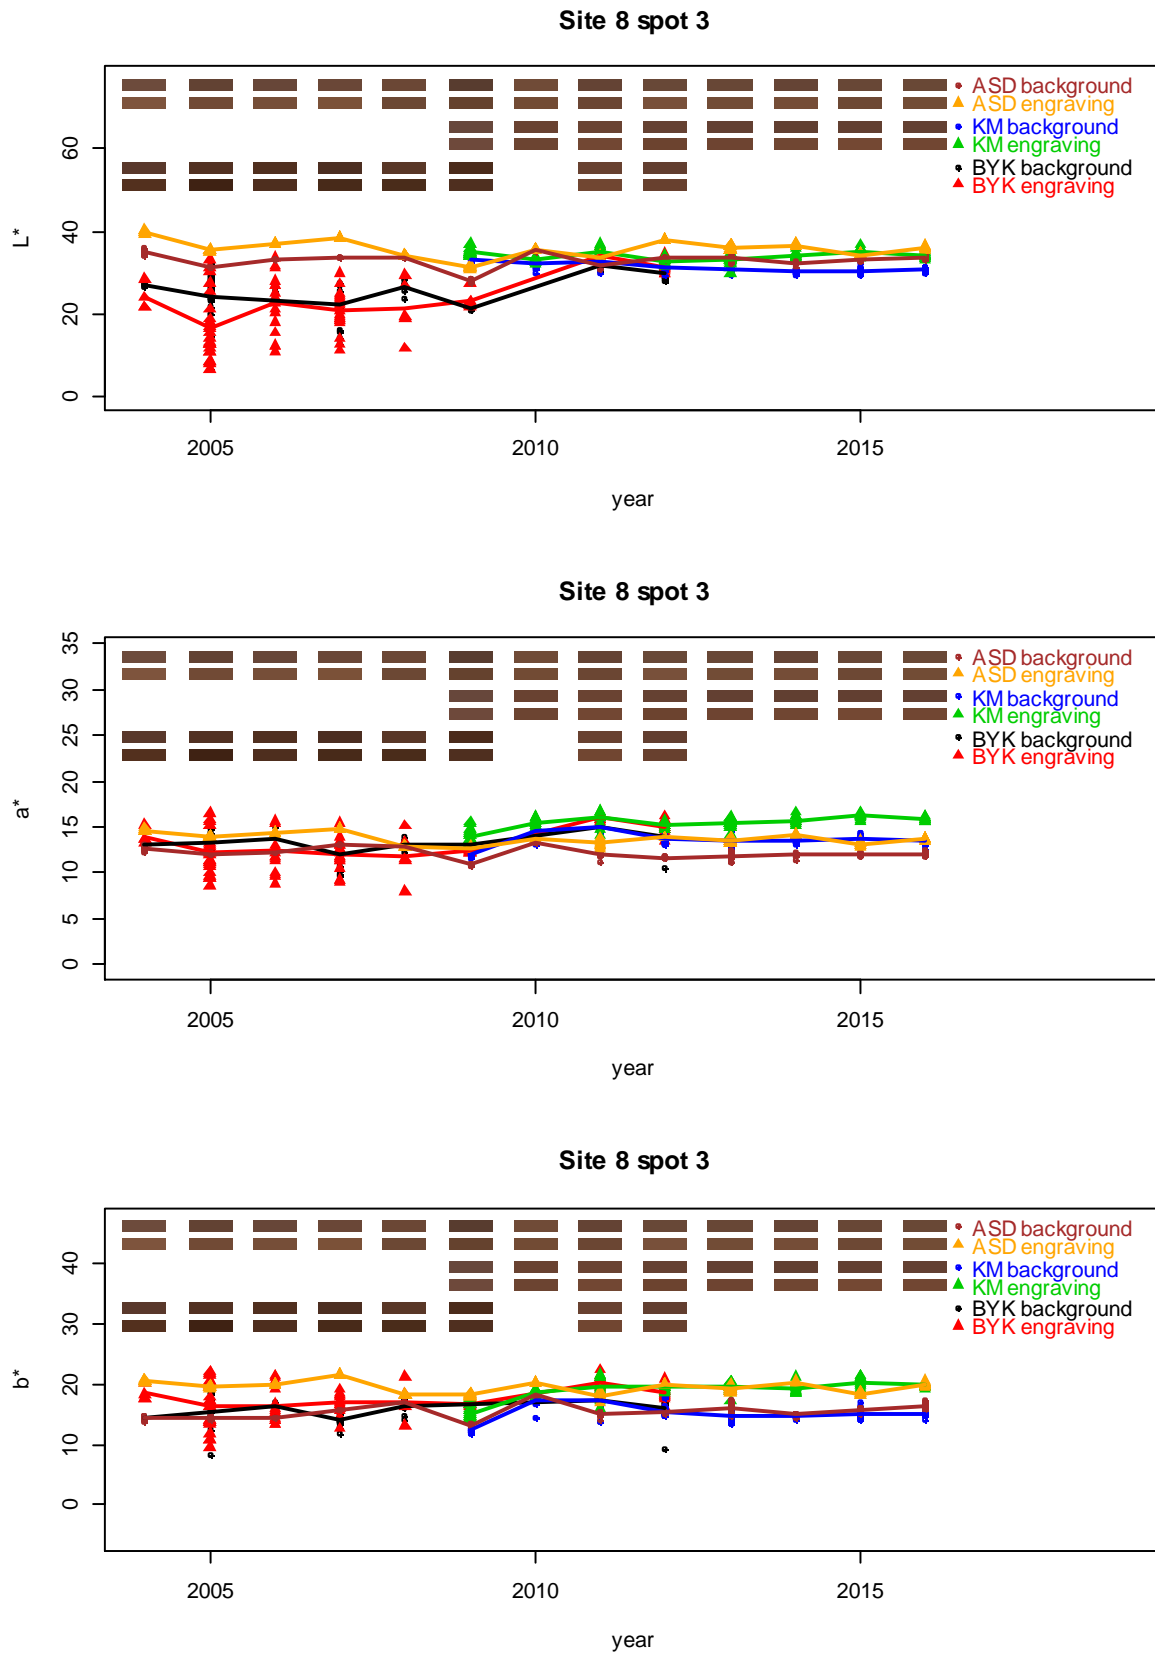 Site 8 spot 3
ASD background
ASD engraving
KM background
KM engraving
BYK background
BYK engraving
L*
0
20
40
60
2005
2010
2015
year
Site 8 spot 3
ASD background
ASD engraving
KM background
KM engraving
BYK background
BYK engraving
a*
0
5
10
15
20
25
30
35
2005
2010
2015
year
Site 8 spot 3
ASD background
ASD engraving
KM background
KM engraving
BYK background
BYK engraving
b*
0
10
20
30
40
2005
2010
2015
year